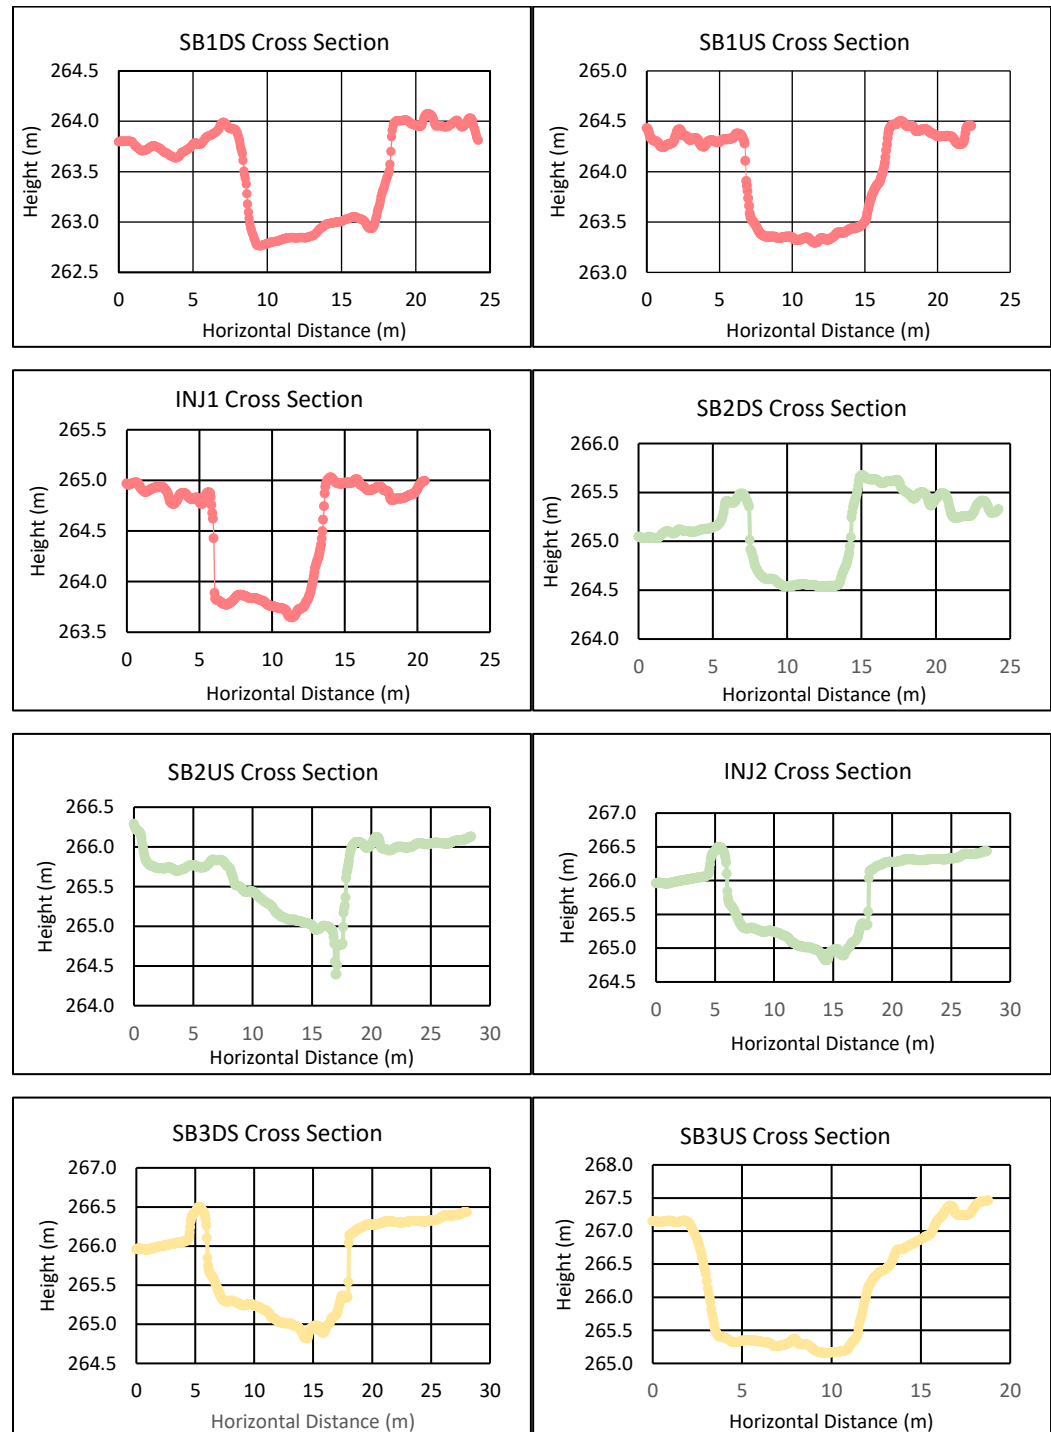 SB1DS Cross Section
264.5
264.0
263.5
263.0
262.5
Height (m)
0 5 10 15 20 25
Horizontal Distance (m)
SB1US Cross Section
265.0
264.5
264.0
263.5
263.0
Height (m)
0 5 10 15 20 25
Horizontal Distance (m)
INJ1 Cross Section
265.5
265.0
264.5
264.0
263.5
Height (m)
0 5 10 15 20 25
Horizontal Distance (m)
SB2DS Cross Section
266.0
265.5
265.0
264.5
264.0
Height (m)
0 5 10 15 20 25
Horizontal Distance (m)
SB2US Cross Section
266.5
266.0
265.5
265.0
264.5
264.0
Height (m)
0 5 10 15 20 25 30
Horizontal Distance (m)
INJ2 Cross Section
267.0
266.5
266.0
265.5
265.0
264.5
Height (m)
0 5 10 15 20 25 30
Horizontal Distance (m)
SB3DS Cross Section
267.0
266.5
266.0
265.5
265.0
264.5
Height (m)
0 5 10 15 20 25 30
Horizontal Distance (m)
SB3US Cross Section
268.0
267.5
267.0
266.5
266.0
265.5
265.0
Height (m)
0 5 10 15 20
Horizontal Distance (m)